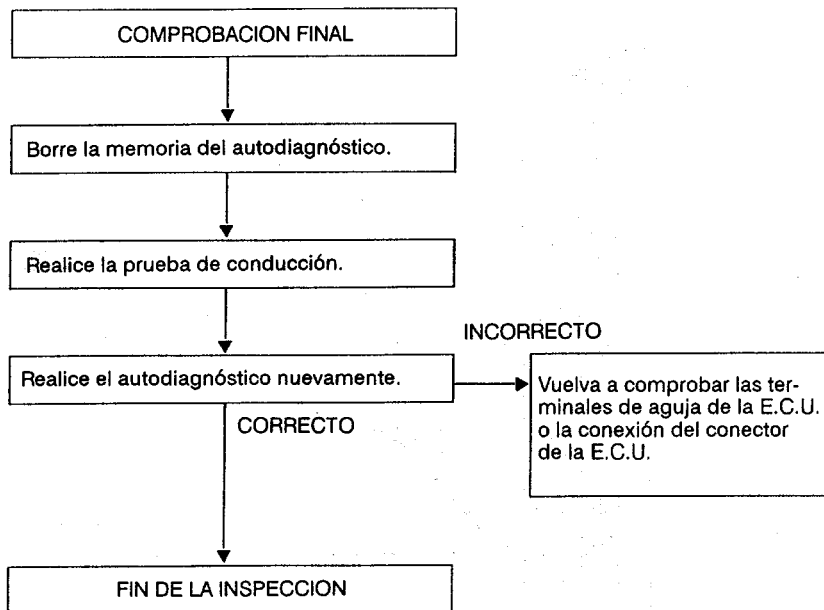 COMPROBACION FINAL
Borre la memoria del autodiagnóstico.
Realice la prueba de conducción.
INCORRECTO
Realice el autodiagnóstico nuevamente.
Vuelva a comprobar las ter-
minales de aguja de la E.C.U.
o la conexión del conector
de la E.C.U.
CORRECTO
FIN DE LA INSPECCION